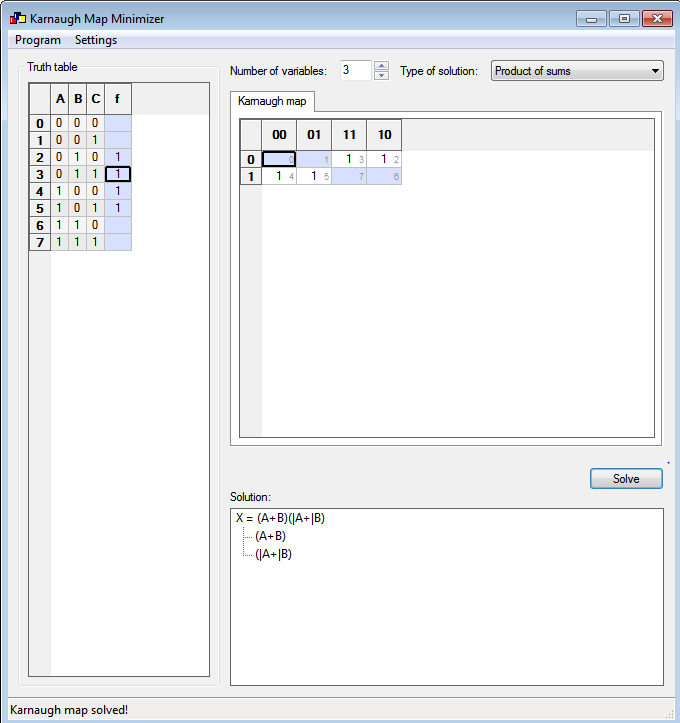 Karnaugh Map Minimizer
Program Settings
Truth table
A B C f
0 0 0 0
1 0 0 1
2 0 1 0 1
3 0 1 1 1
4 1 0 0 1
5 1 0 1 1
6 1 1 0
7 1 1 1
Number of variables: 3 Type of solution: Product of sums
Karnaugh map
00 01 11 10
0 0 1 1 3 1 2
1 1 4 1 5 7 6
Solve
Solution:
X = (A+B)(|A+|B)
(A+B)
(|A+|B)
Karnaugh map solved!